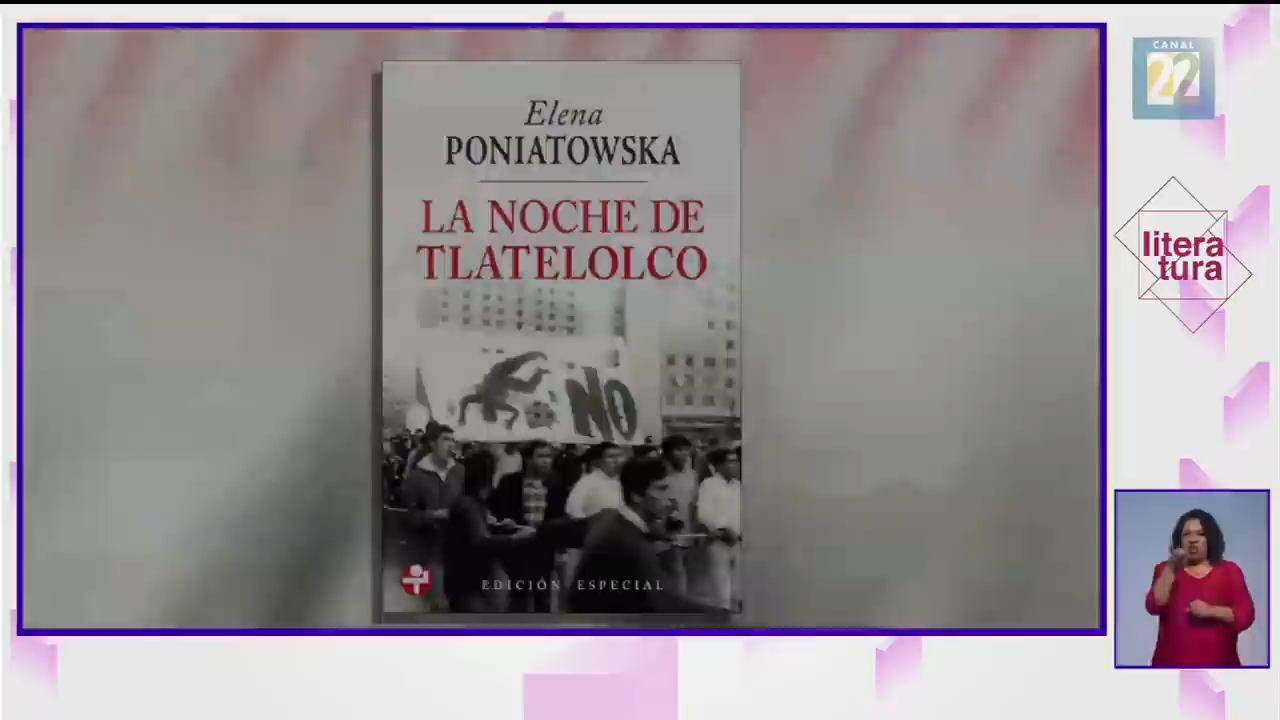 Elena
PONIATOWSKA
LA NOCHE DE
TLATELOLCO
NO
EDICIÓN ESPECIAL
CANAL
22
litera
tura